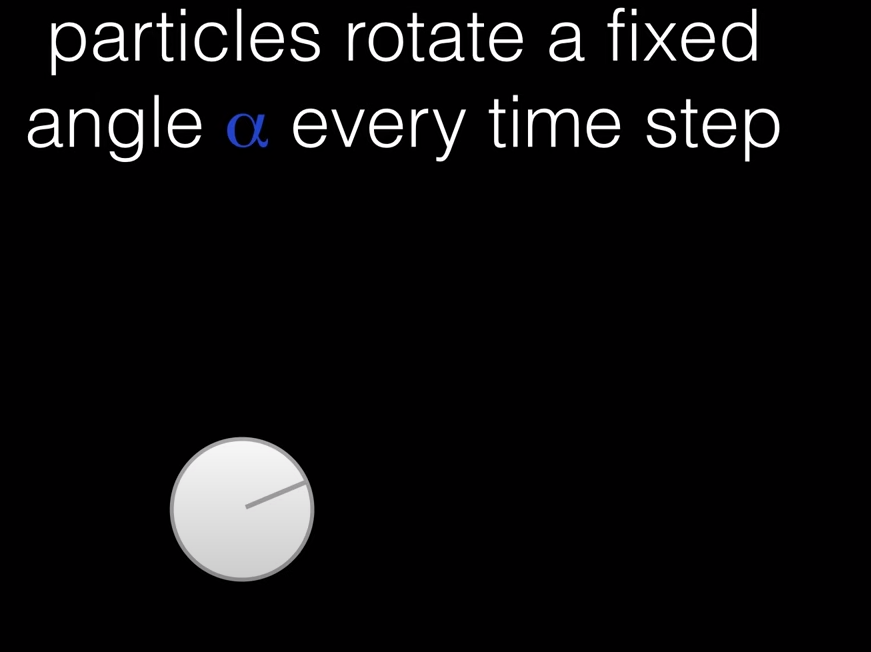 particles rotate a fixed
angle α every time step